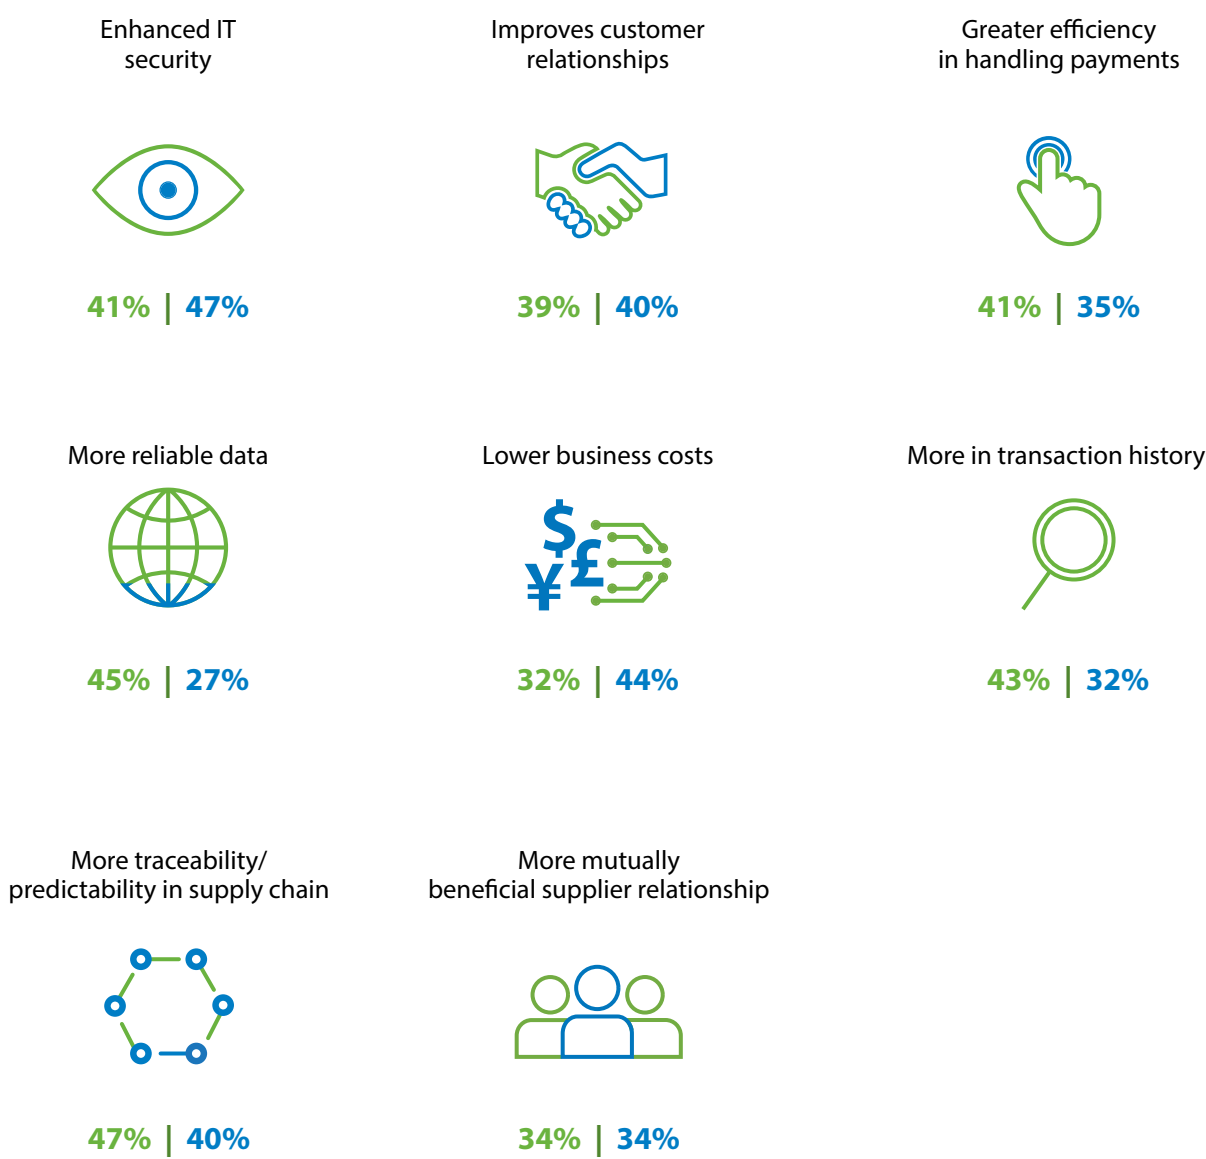 Enhanced IT
security
41% | 47%
Improves customer
relationships
39% | 40%
Greater efficiency
in handling payments
41% | 35%
More reliable data
45% | 27%
Lower business costs
$
£
¥
32% | 44%
More in transaction history
43% | 32%
More traceability/
predictability in supply chain
47% | 40%
More mutually
beneficial supplier relationship
34% | 34%